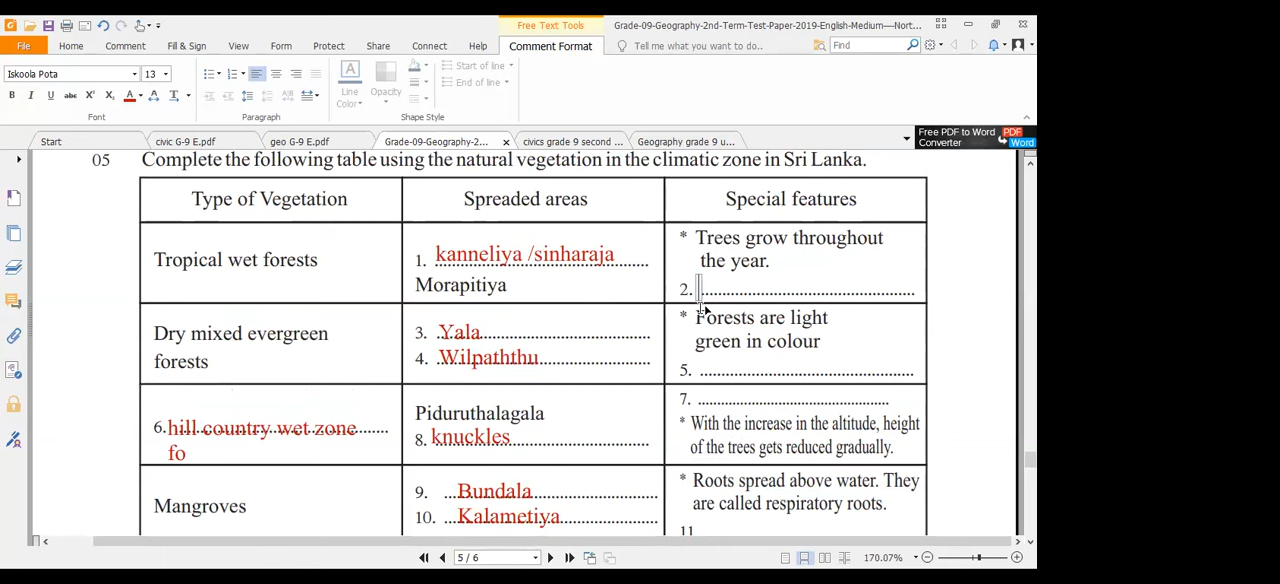 Free Text Tools
Grade-09-Geography-2nd-Term-Test-Paper-2019-English-Medium—Nort...
File
Home
Comment
Fill & Sign
View
Form
Protect
Share
Connect
Help
Comment Format
Tell me what you want to do..
Find
Iskoola Pota
13
B I U abc X² X₂ A A T
Line Color
Opacity
Start of line
End of line
Font
Paragraph
Shape Style
Start
civic G-9 E.pdf
geo G-9 E.pdf
Grade-09-Geography-2...
civics grade 9 second ...
Geography grade 9 u...
Free PDF to Word Converter
PDF
Word
05 Complete the following table using the natural vegetation in the climatic zone in Sri Lanka.
Type of Vegetation
Spreaded areas
Special features
Tropical wet forests
1. kanneliya /sinharaja
Morapitiya
* Trees grow throughout
the year.
2. ..........................................
Dry mixed evergreen
forests
3. Yala
4. Wilpaththu
* Forests are light
green in colour
5. ..........................................
6. hill country wet zone
fo
Piduruthalagala
8. knuckles
7. ..........................................
* With the increase in the altitude, height
of the trees gets reduced gradually.
Mangroves
9. Bundala
10. Kalametiya
* Roots spread above water. They
are called respiratory roots.
11
5 / 6
170.07%